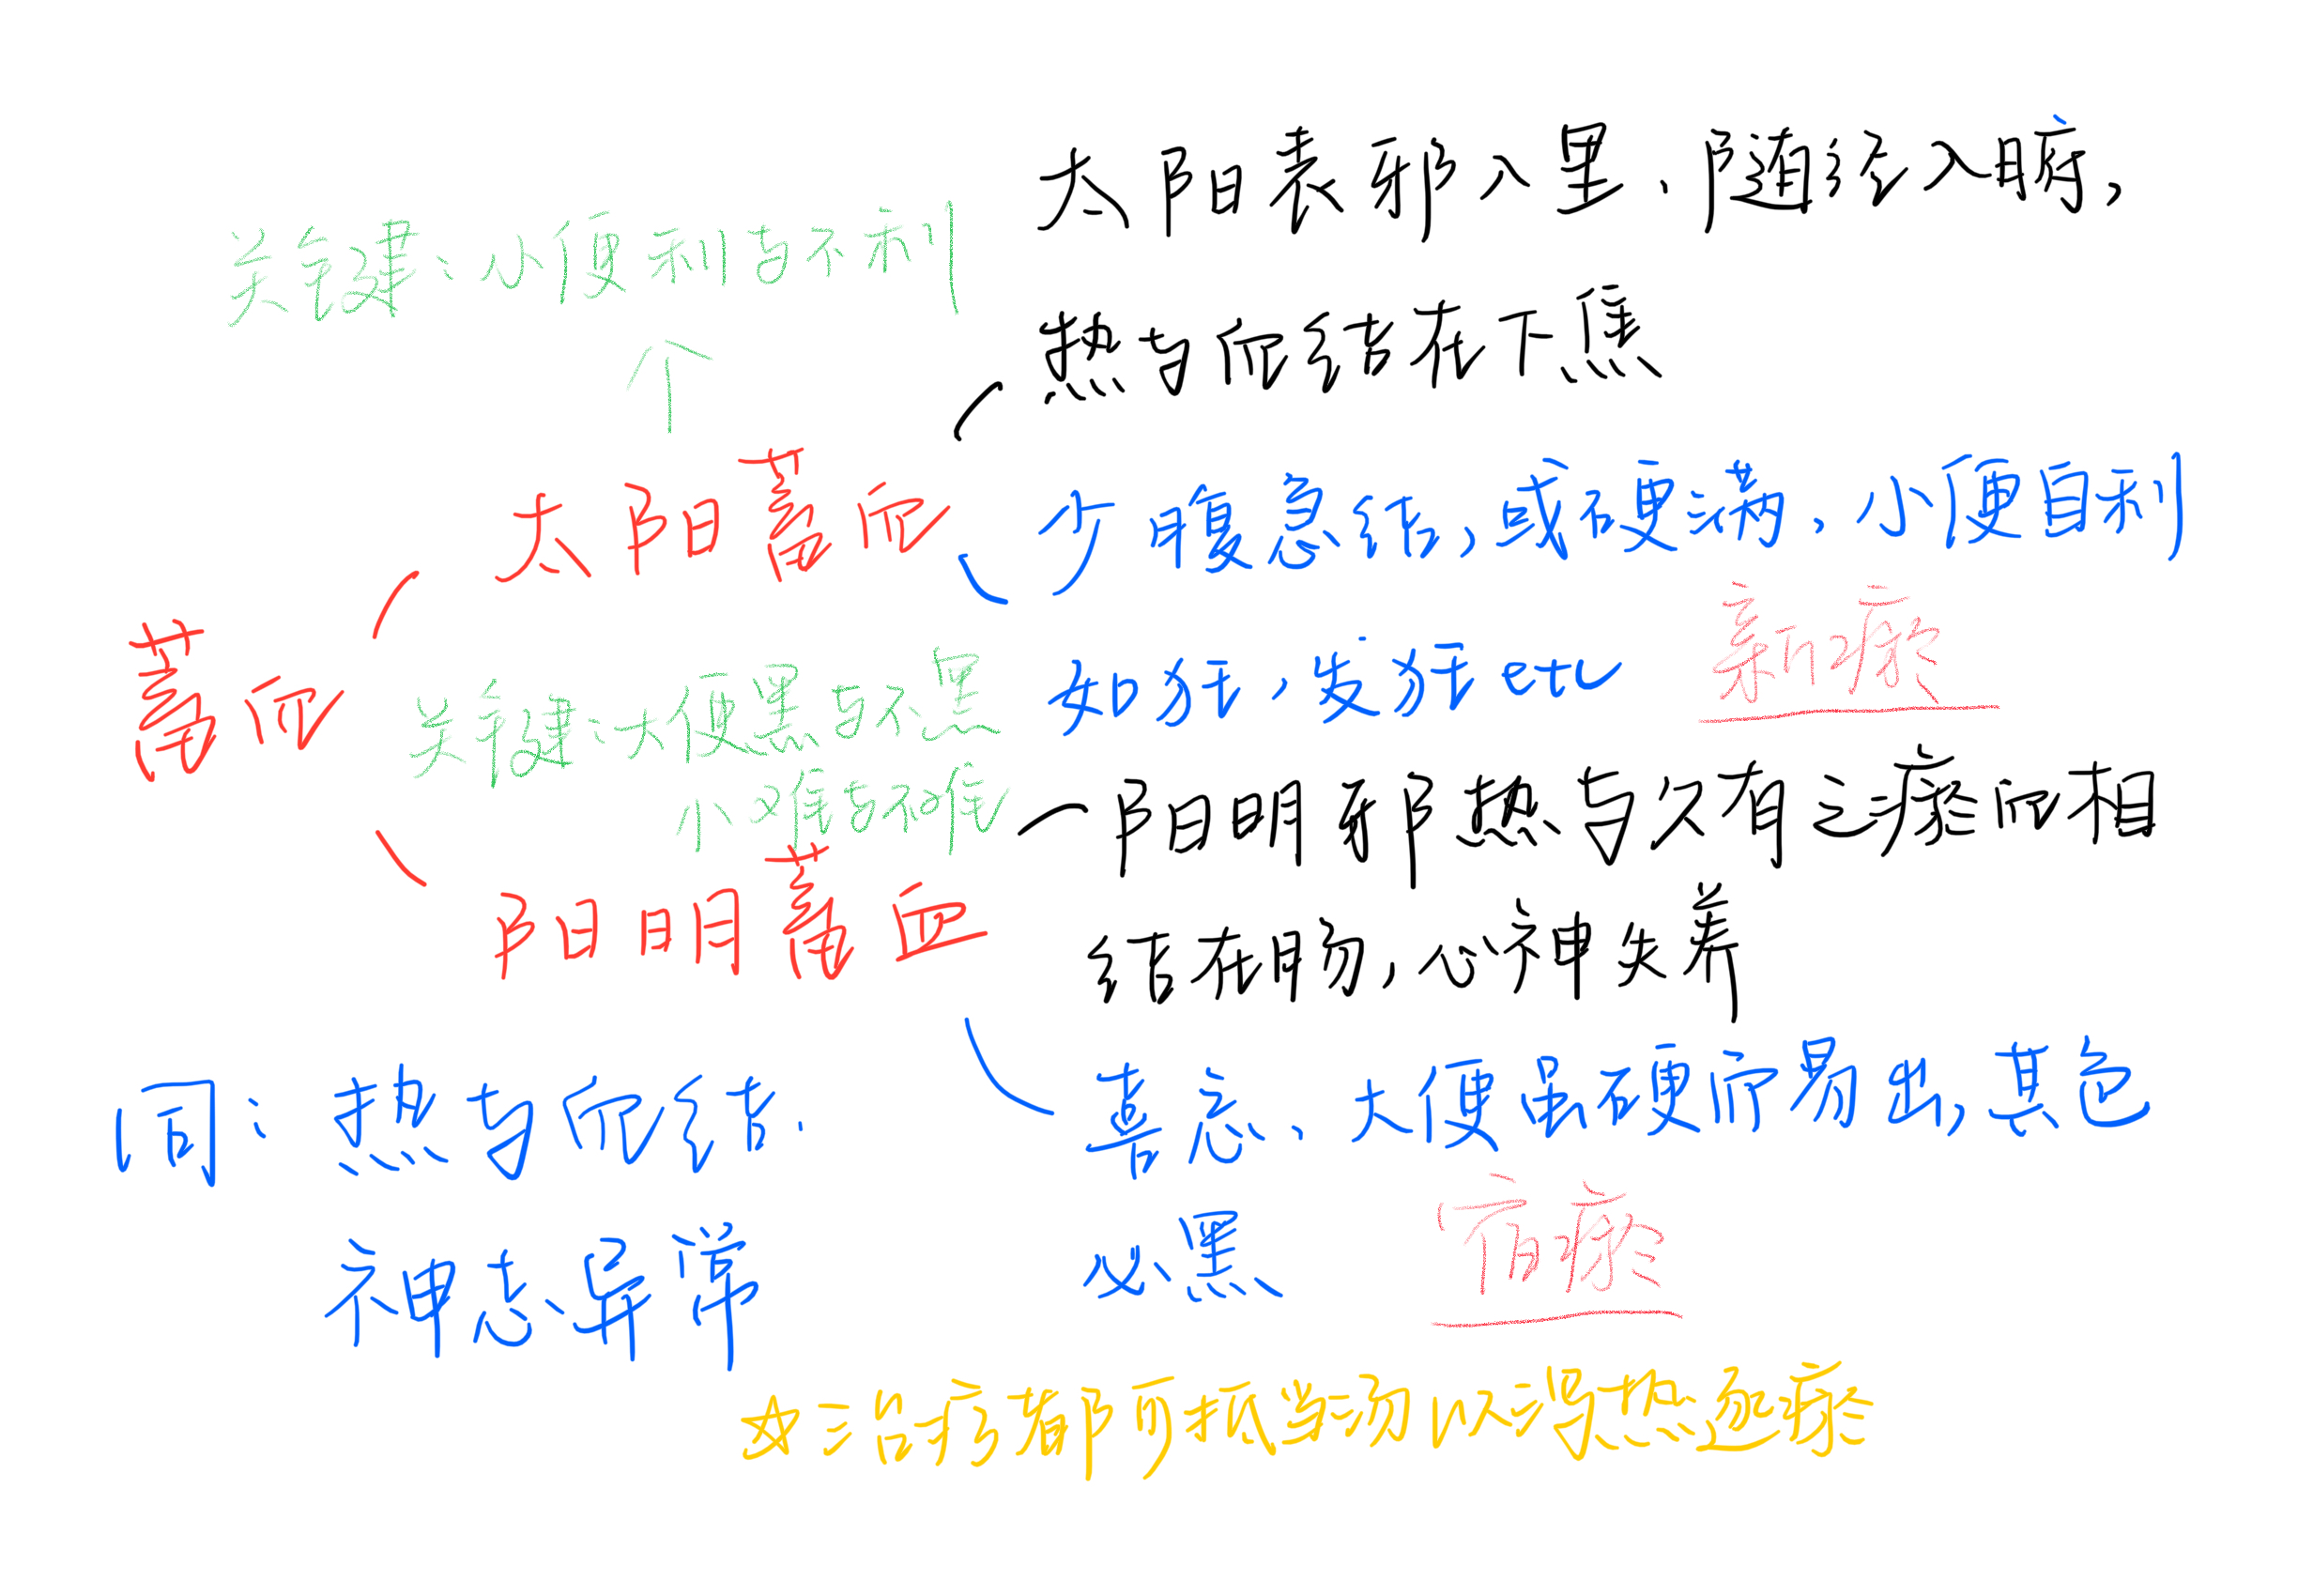 太阳表邪入里、随经入腑，
关键：小便利与不利
热与血结在下焦
太阳蓄血
少腹急结，或硬满，小便自利
新瘀
如狂，发狂etc
蓄血
关键：大便黑与不黑
小 难与不难
阳明邪热与久有之瘀血相
阳明蓄血
结在肠，心神失养
喜忘、大便虽硬而易出，其色
同：热与血结．
宿瘀
必黑
神志异常
☆治疗都可抵当汤以泻热逐瘀